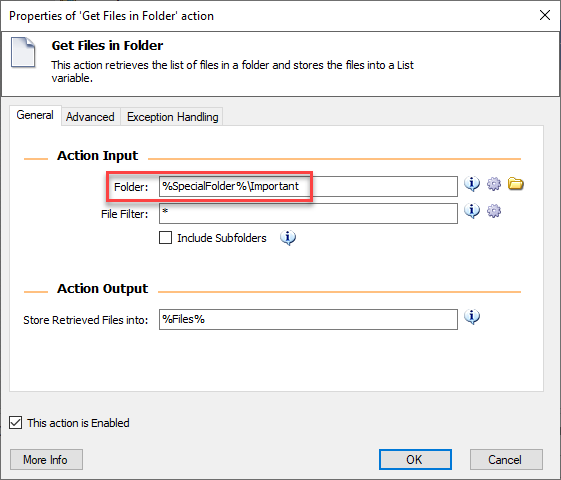 Properties of 'Get Files in Folder' action
Get Files in Folder
This action retrieves the list of files in a folder and stores the files into a List
variable.
General Advanced Exception Handling
Action Input
Folder: %SpecialFolder%\Important
File Filter: *
Include Subfolders
Action Output
Store Retrieved Files into: %Files%
This action is Enabled
More Info OK Cancel